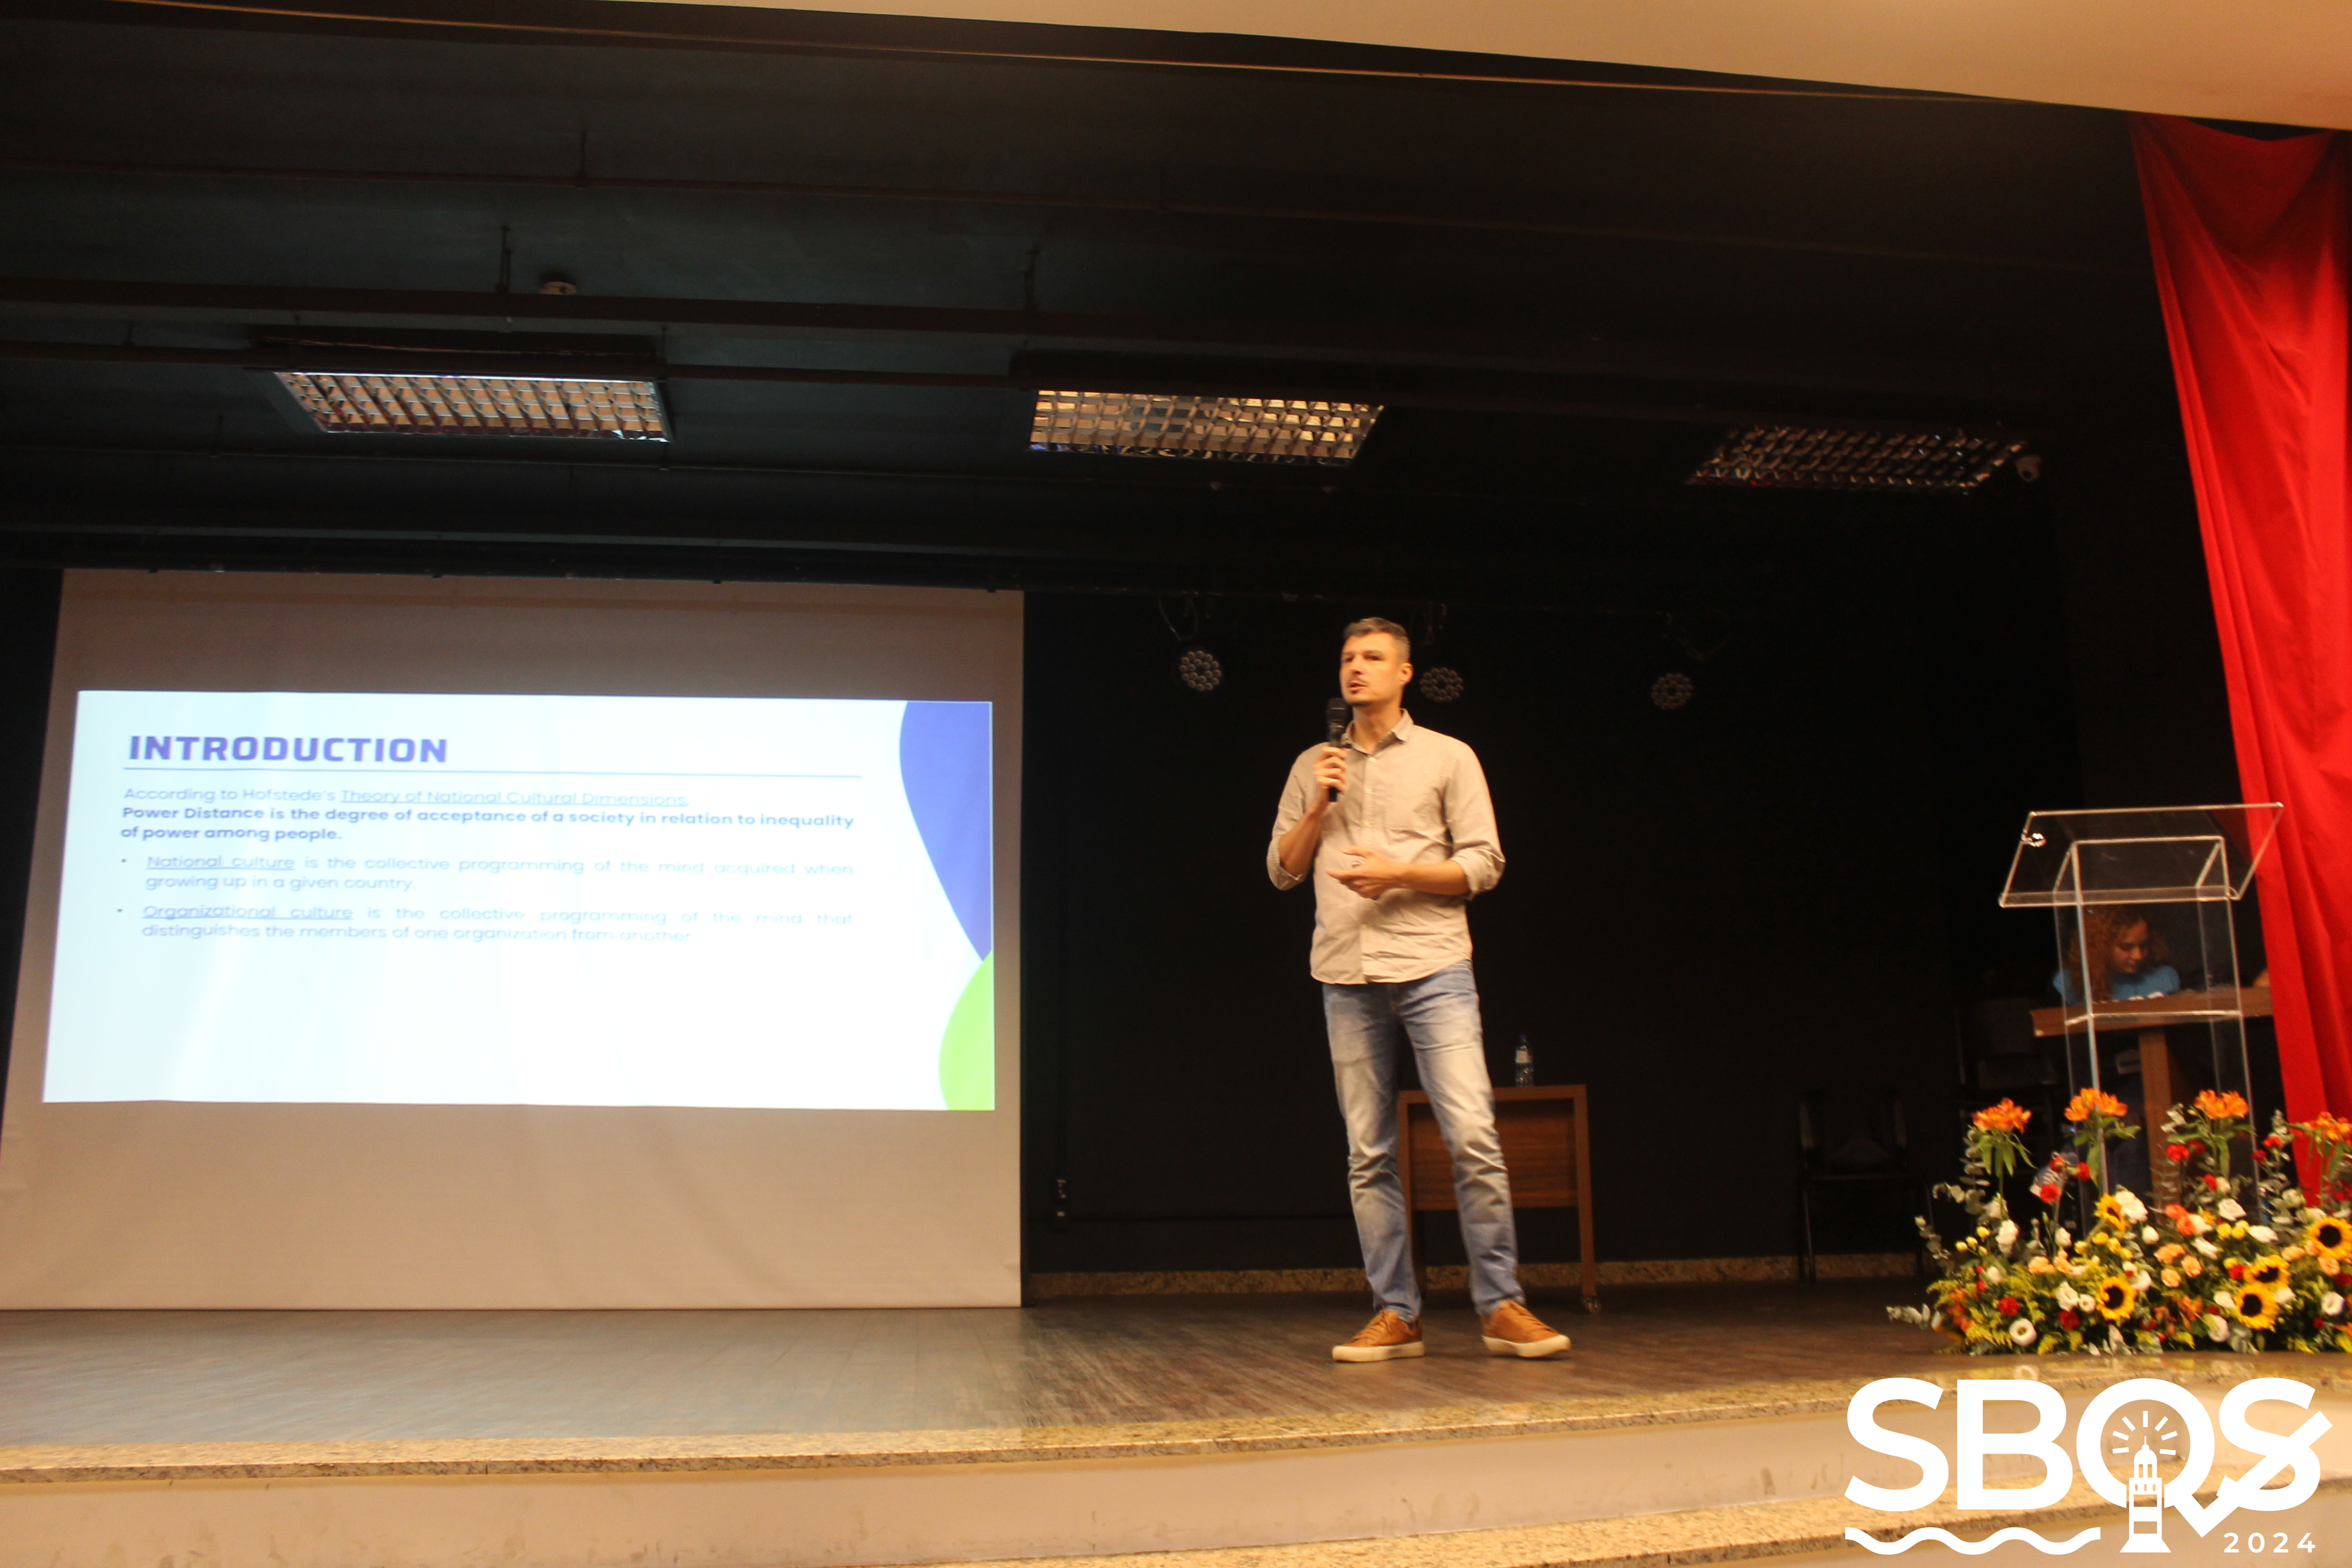 INTRODUCTION
According to Hofstede's Theory of National Cultural Dimensions,
Power Distance is the degree of acceptance of a society in relation to inequality
of power among people.
• National culture is the collective programming of the mind acquired when
growing up in a given country.
• Organizational culture is the collective programming of the mind that
distinguishes the members of one organization from another.
SBQS
2024